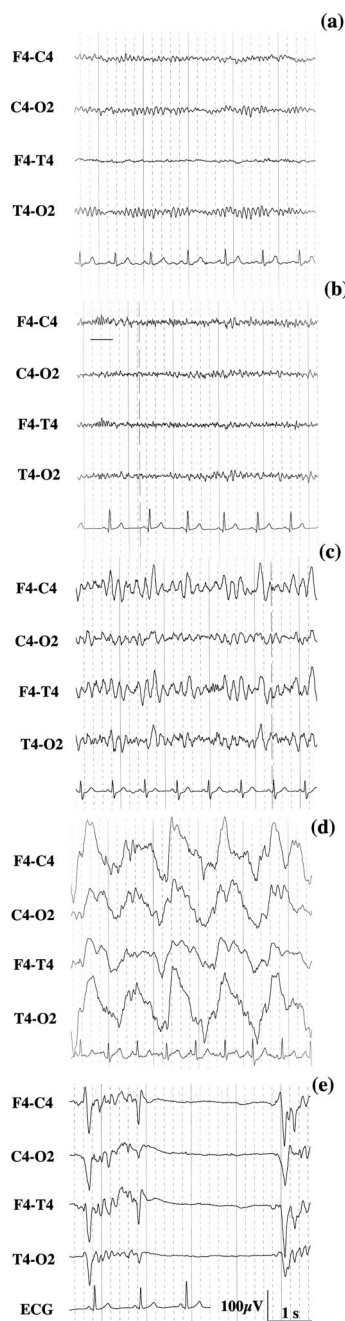 (a)
F4-C4
C4-O2
F4-T4
T4-O2
(b)
F4-C4
C4-O2
F4-T4
T4-O2
(c)
F4-C4
C4-O2
F4-T4
T4-O2
(d)
F4-C4
C4-O2
F4-T4
T4-O2
(e)
F4-C4
C4-O2
F4-T4
T4-O2
ECG 100μV 1 s